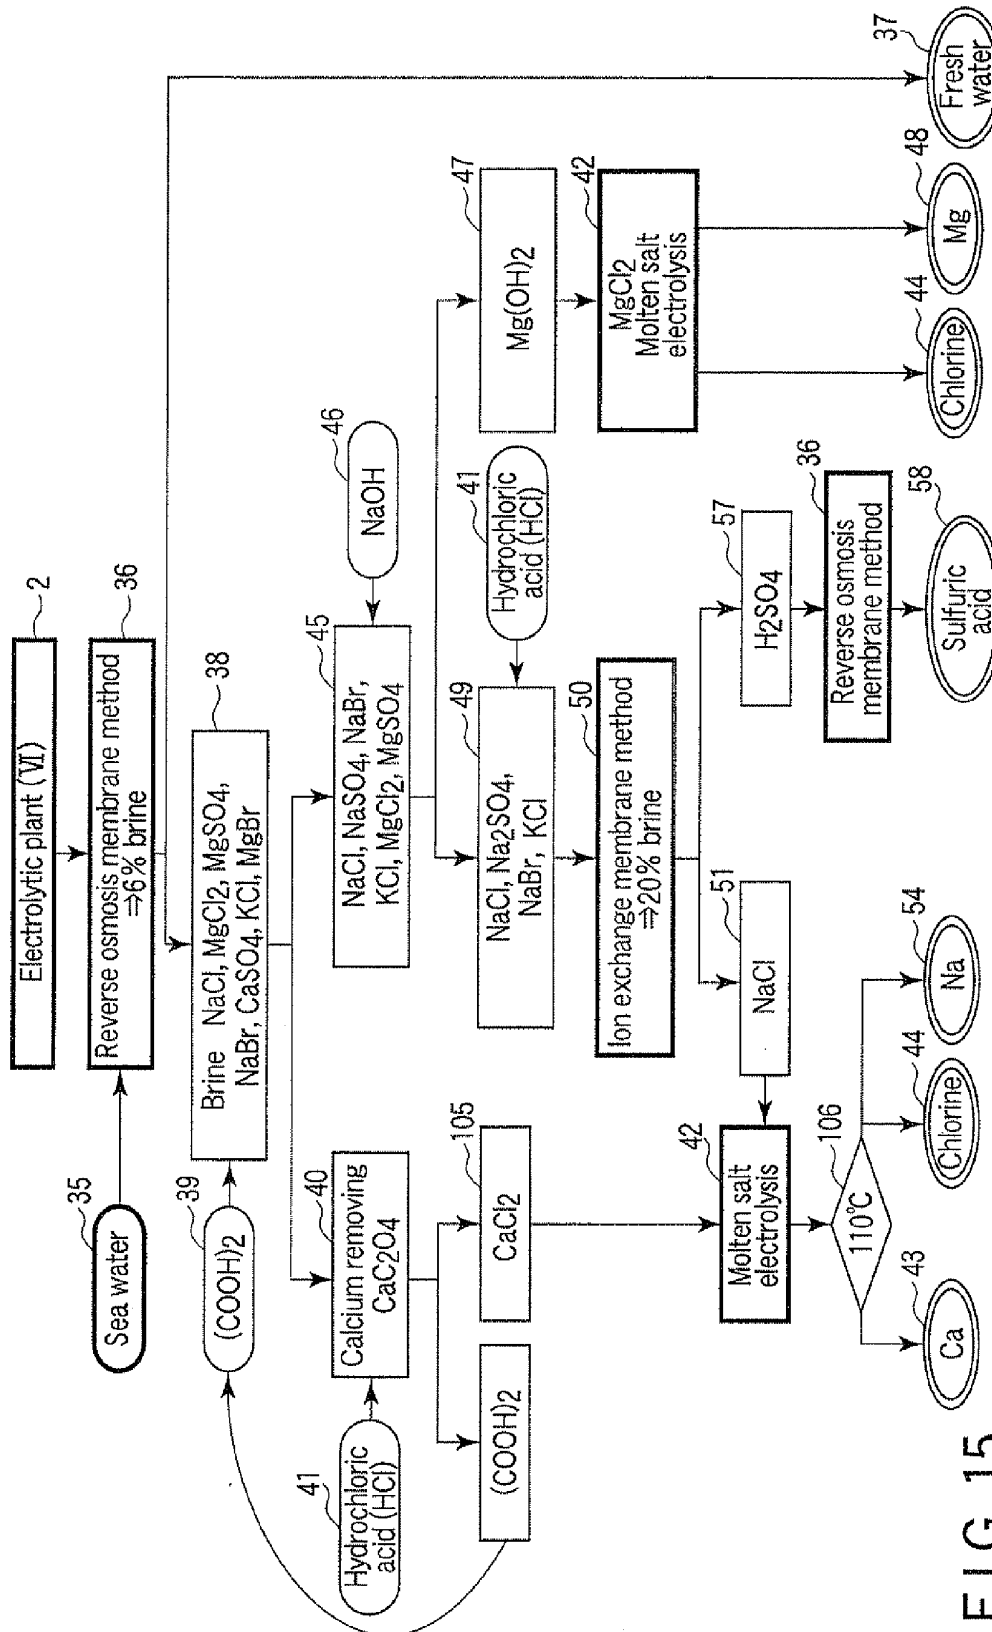 Electrolytic plant (VI)
2
Sea water
35
Reverse osmosis membrane method
⇒6% brine
36
(COOH)2
39
Brine NaCl, MgCl2, MgSO4,
NaBr, CaSO4, KCl, MgBr
38
Hydrochloric
acid (HCl)
41
Calcium removing
CaC2O4
40
NaCl, NaSO4, NaBr,
KCl, MgCl2, MgSO4
45
NaOH
46
(COOH)2
CaCl2
105
NaCl, Na2SO4,
NaBr, KCl
49
Hydrochloric
acid (HCl)
41
Mg(OH)2
47
Ion exchange membrane method
⇒20% brine
50
MgCl2
Molten salt
electrolysis
42
Molten salt
electrolysis
42
NaCl
51
H2SO4
57
110°C
106
Reverse osmosis
membrane method
36
Ca
43
Chlorine
44
Na
54
Sulfuric
acid
58
Chlorine
44
Mg
48
Fresh
water
37
FIG. 15